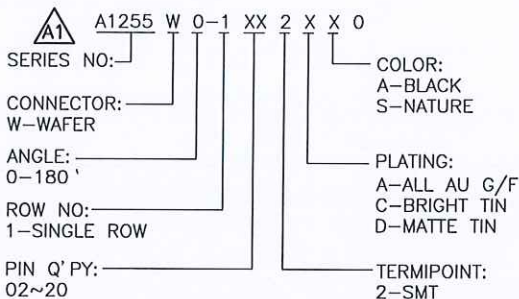 A1
A1255 W 0-1 XX 2 X X 0
SERIES NO:
CONNECTOR:
W-WAFER
ANGLE:
0-180'
ROW NO:
1-SINGLE ROW
PIN Q'PY:
02~20
COLOR:
A-BLACK
S-NATURE
PLATING:
A-ALL AU G/F
C-BRIGHT TIN
D-MATTE TIN
TERMIPOINT:
2-SMT